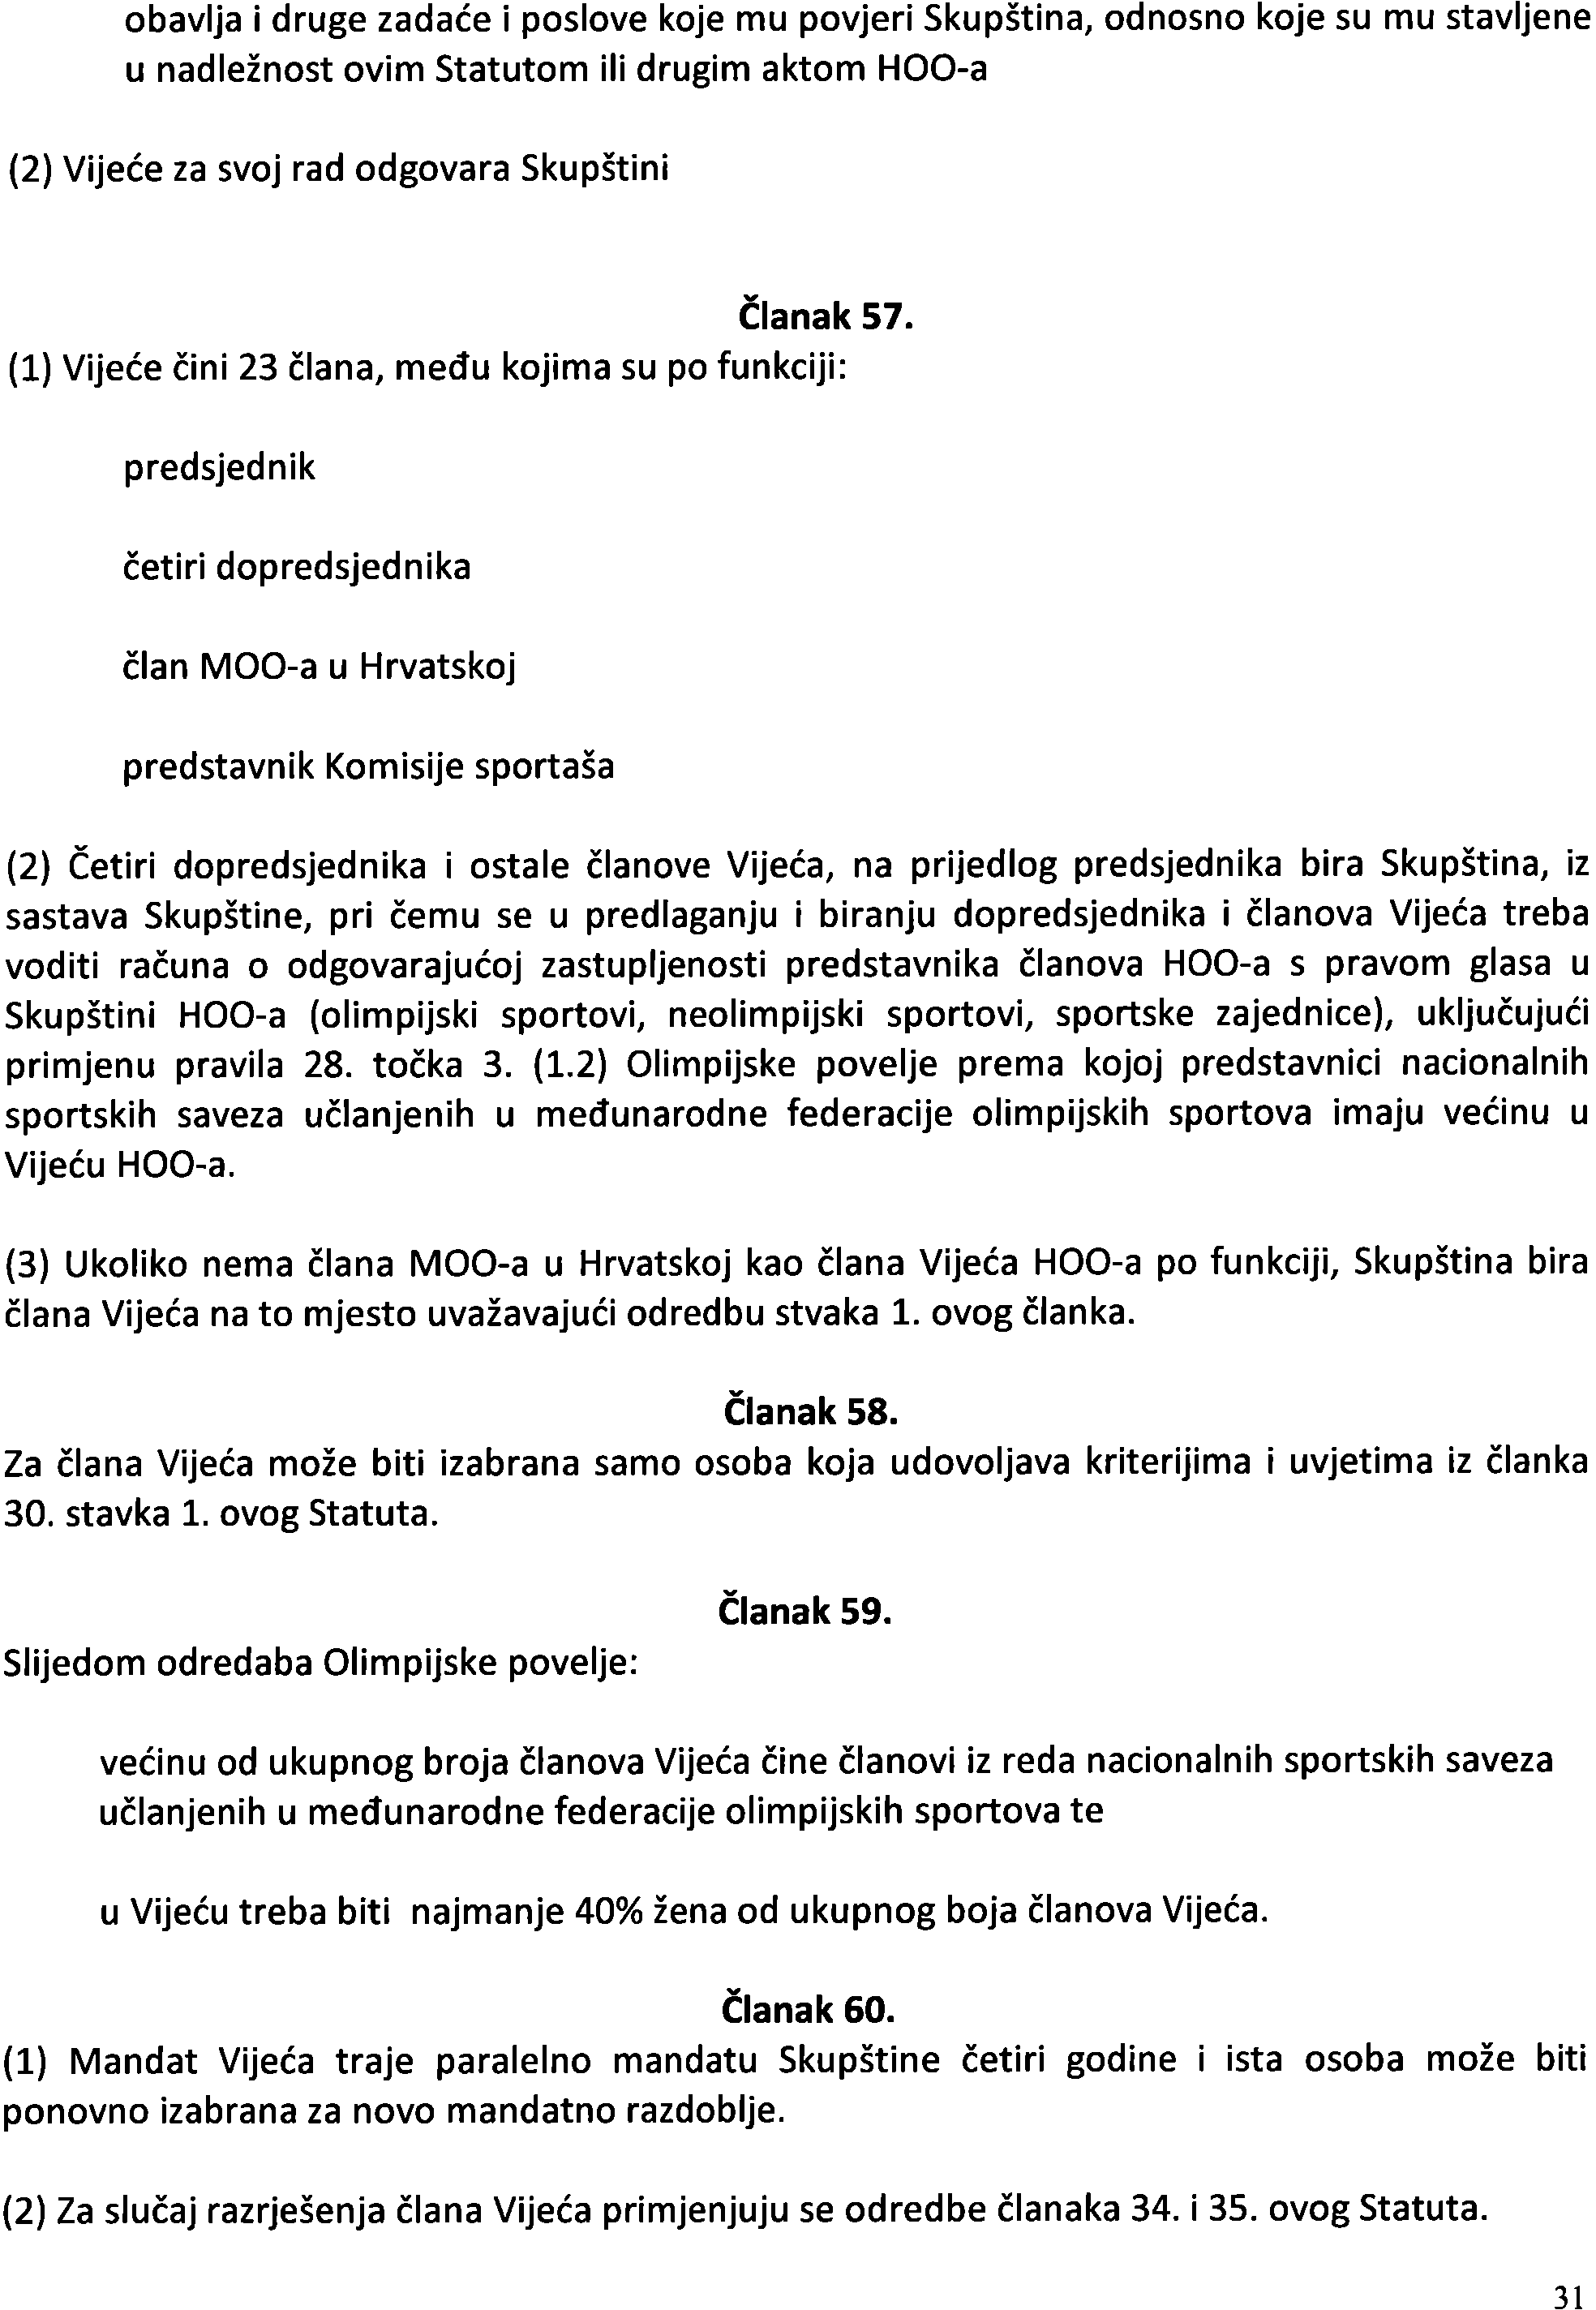 obavlja i druge zadaće i poslove koje mu povjeri Skupština, odnosno koje su mu stavljene
u nadležnost ovim Statutom ili drugim aktom HOO-a
(2) Vijeće za svoj rad odgovara Skupštini
Članak 57.
(1) Vijeće čini 23 člana, među kojima su po funkciji:
predsjednik
četiri dopredsjednika
član MOO-a u Hrvatskoj
predstavnik Komisije sportaša
(2) Četiri dopredsjednika i ostale članove Vijeća, na prijedlog predsjednika bira Skupština, iz
sastava Skupštine, pri čemu se u predlaganju i biranju dopredsjednika i članova Vijeća treba
voditi računa o odgovarajućoj zastupljenosti predstavnika članova HOO-a s pravom glasa u
Skupštini HOO-a (olimpijski sportovi, neolimpijski sportovi, sportske zajednice), uključujući
primjenu pravila 28. točka 3. (1.2) Olimpijske povelje prema kojoj predstavnici nacionalnih
sportskih saveza učlanjenih u međunarodne federacije olimpijskih sportova imaju većinu u
Vijeću HOO-a.
(3) Ukoliko nema člana MOO-a u Hrvatskoj kao člana Vijeća HOO-a po funkciji, Skupština bira
člana Vijeća na to mjesto uvažavajući odredbu stvaka 1. ovog članka.
Članak 58.
Za člana Vijeća može biti izabrana samo osoba koja udovoljava kriterijima i uvjetima iz članka
30. stavka 1. ovog Statuta.
Članak 59.
Slijedom odredaba Olimpijske povelje:
većinu od ukupnog broja članova Vijeća čine članovi iz reda nacionalnih sportskih saveza
učlanjenih u međunarodne federacije olimpijskih sportova te
u Vijeću treba biti  najmanje 40% žena od ukupnog boja članova Vijeća.
Članak 60.
(1) Mandat Vijeća traje paralelno mandatu Skupštine četiri godine i ista osoba može biti
ponovno izabrana za novo mandatno razdoblje.
(2) Za slučaj razrješenja člana Vijeća primjenjuju se odredbe članaka 34. i 35. ovog Statuta.
31